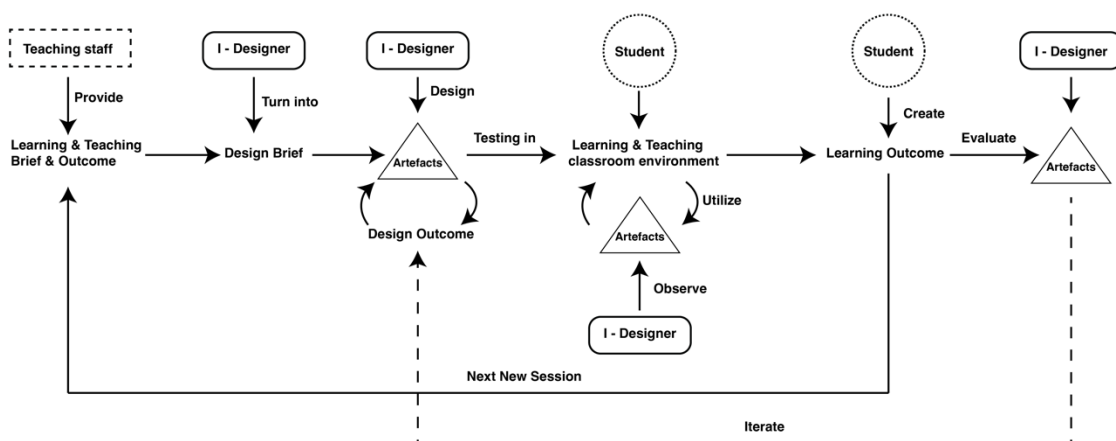 Teaching staff
I - Designer
I - Designer
Student
Student
I - Designer
Provide
Turn into
Design
Create
Learning & Teaching
Brief & Outcome
Design Brief
Artefacts
Testing in
Learning & Teaching
classroom environment
Learning Outcome
Evaluate
Artefacts
Design Outcome
Utilize
Artefacts
Observe
I - Designer
Next New Session
Iterate